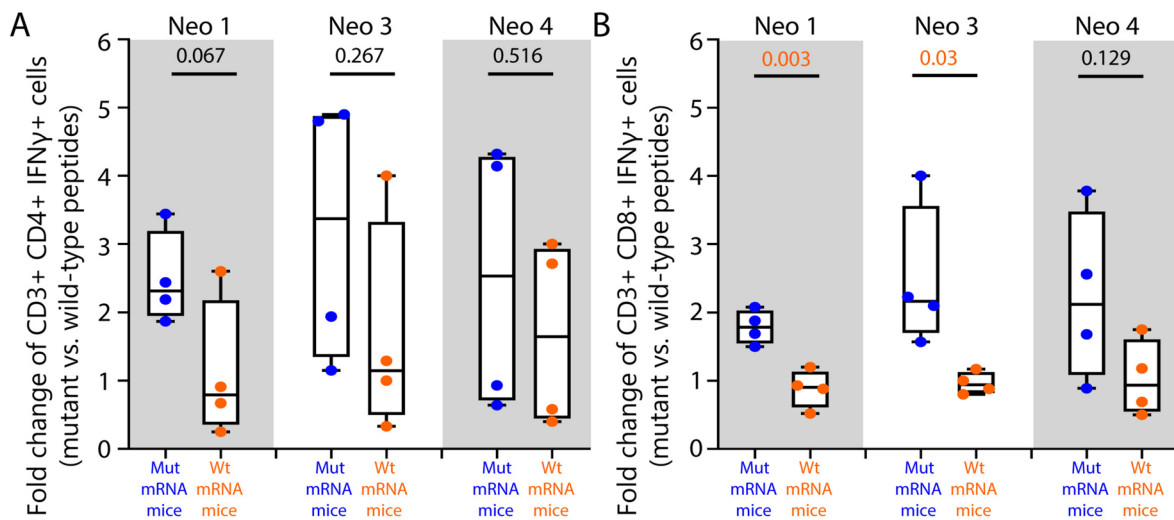 A
Fold change of CD3+ CD4+ IFNγ+ cells
(mutant vs. wild-type peptides)
Neo 1
Neo 3
Neo 4
6
5
4
3
2
1
0
0.067
0.267
0.516
Mut
mRNA
mice
Wt
mRNA
mice
Mut
mRNA
mice
Wt
mRNA
mice
Mut
mRNA
mice
Wt
mRNA
mice
B
Fold change of CD3+ CD8+ IFNγ+ cells
(mutant vs. wild-type peptides)
Neo 1
Neo 3
Neo 4
6
5
4
3
2
1
0
0.003
0.03
0.129
Mut
mRNA
mice
Wt
mRNA
mice
Mut
mRNA
mice
Wt
mRNA
mice
Mut
mRNA
mice
Wt
mRNA
mice